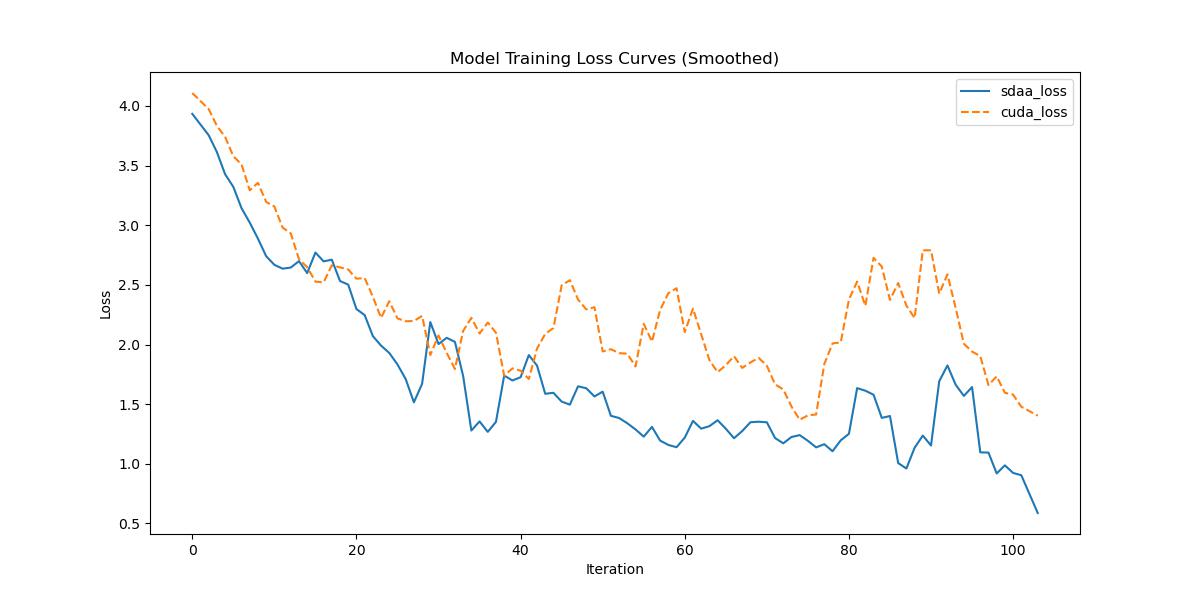 Model Training Loss Curves (Smoothed)
sdaa_loss
cuda_loss
Loss
4.0
3.5
3.0
2.5
2.0
1.5
1.0
0.5
0 20 40 60 80 100
Iteration